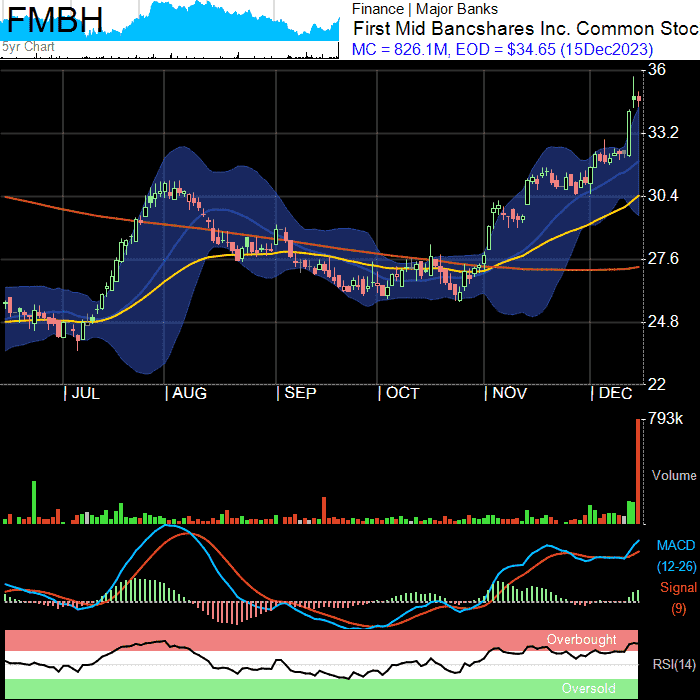 FMBH
5yr Chart
Finance | Major Banks
First Mid Bancshares Inc. Common Stoc
MC = 826.1M, EOD = $34.65 (15Dec2023)
36
33.2
30.4
27.6
24.8
22
| JUL | AUG | SEP | OCT | NOV | DEC
793k
Volume
MACD
(12-26)
Signal
(9)
Overbought
RSI(14)
Oversold